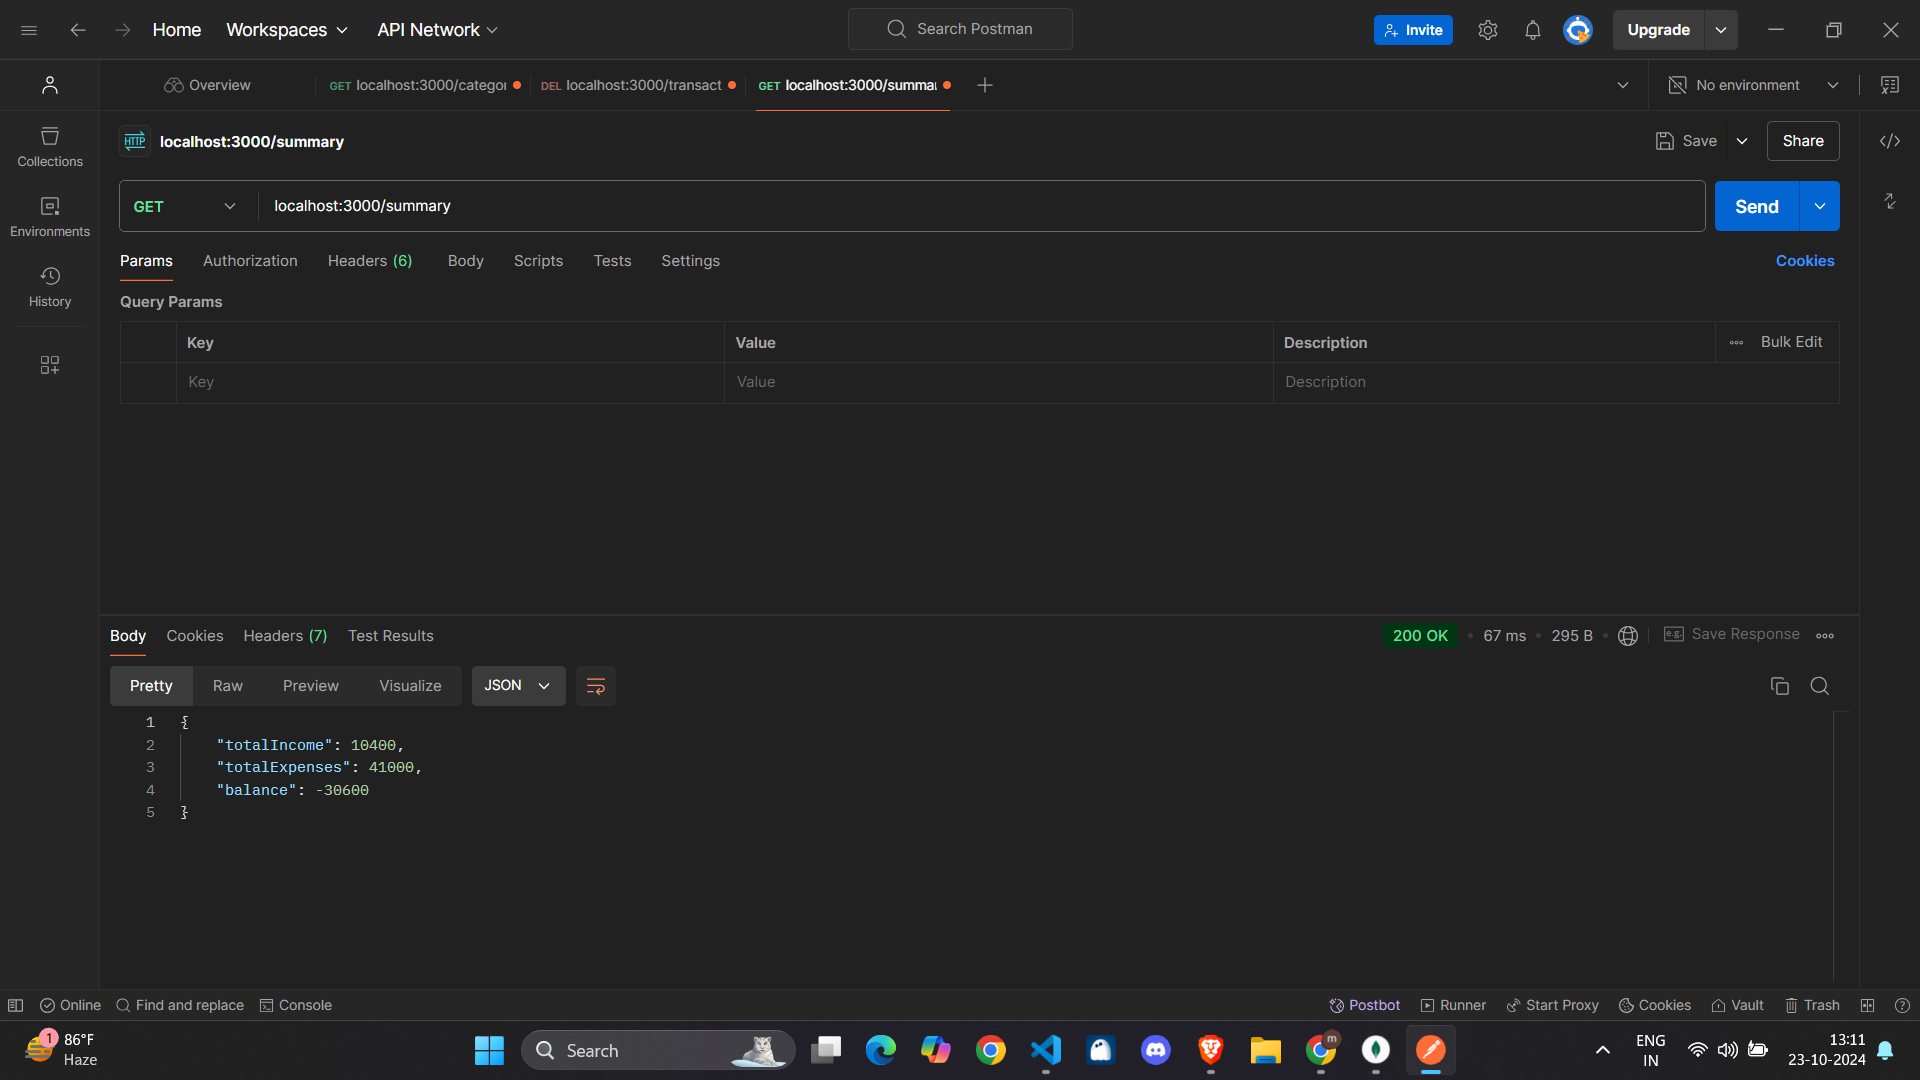 Home Workspaces API Network Search Postman Invite Upgrade
Overview GET localhost:3000/categor DEL localhost:3000/transact GET localhost:3000/summar No environment
HTTP localhost:3000/summary Save Share
GET localhost:3000/summary Send
Collections
Environments
History
Params Authorization Headers (6) Body Scripts Tests Settings Cookies
Query Params
Key Value Description Bulk Edit
Key Value Description
Body Cookies Headers (7) Test Results 200 OK 67 ms 295 B e.g. Save Response
Pretty Raw Preview Visualize JSON
1 {
2 "totalIncome": 10400,
3 "totalExpenses": 41000,
4 "balance": -30600
5 }
Online Find and replace Console Postbot Runner Start Proxy Cookies Vault Trash
1 86°F
Haze
Search
m
ENG
IN
13:11
23-10-2024